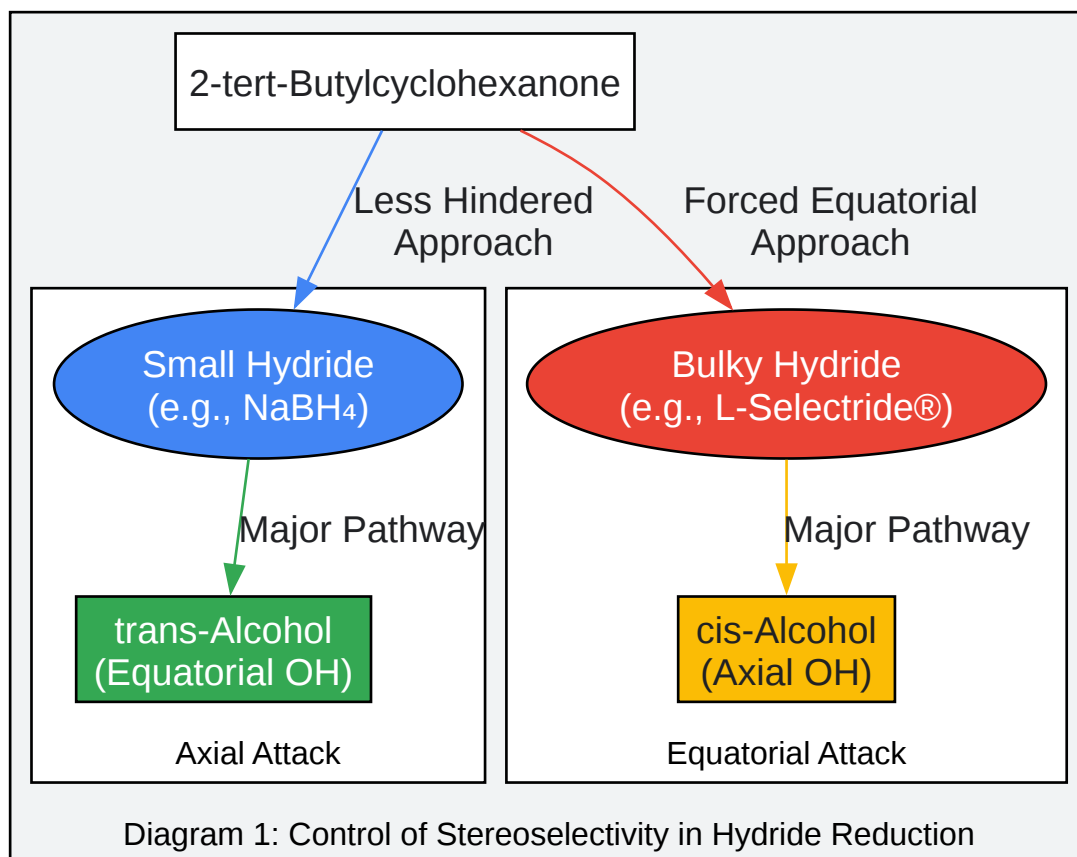 2-tert-Butylcyclohexanone
Less Hindered
Approach
Forced Equatorial
Approach
Small Hydride
(e.g., NaBH₄)
Bulky Hydride
(e.g., L-Selectride®)
Major Pathway
Major Pathway
trans-Alcohol
(Equatorial OH)
cis-Alcohol
(Axial OH)
Axial Attack
Equatorial Attack
Diagram 1: Control of Stereoselectivity in Hydride Reduction